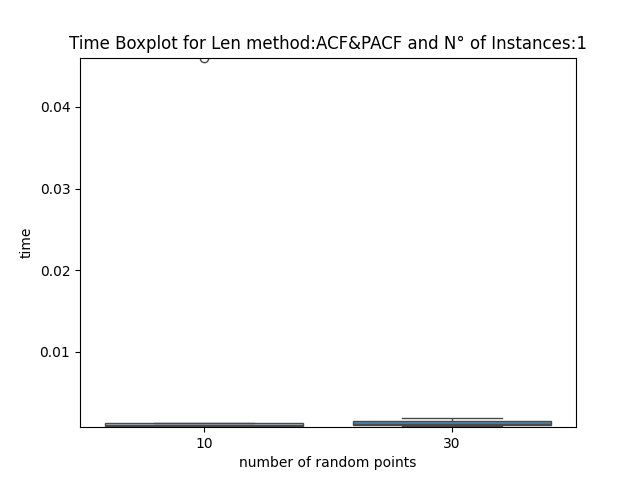 Time Boxplot for Len method:ACF&PACF and N° of Instances:1
0.04
0.03
0.02
0.01
time
10
30
number of random points